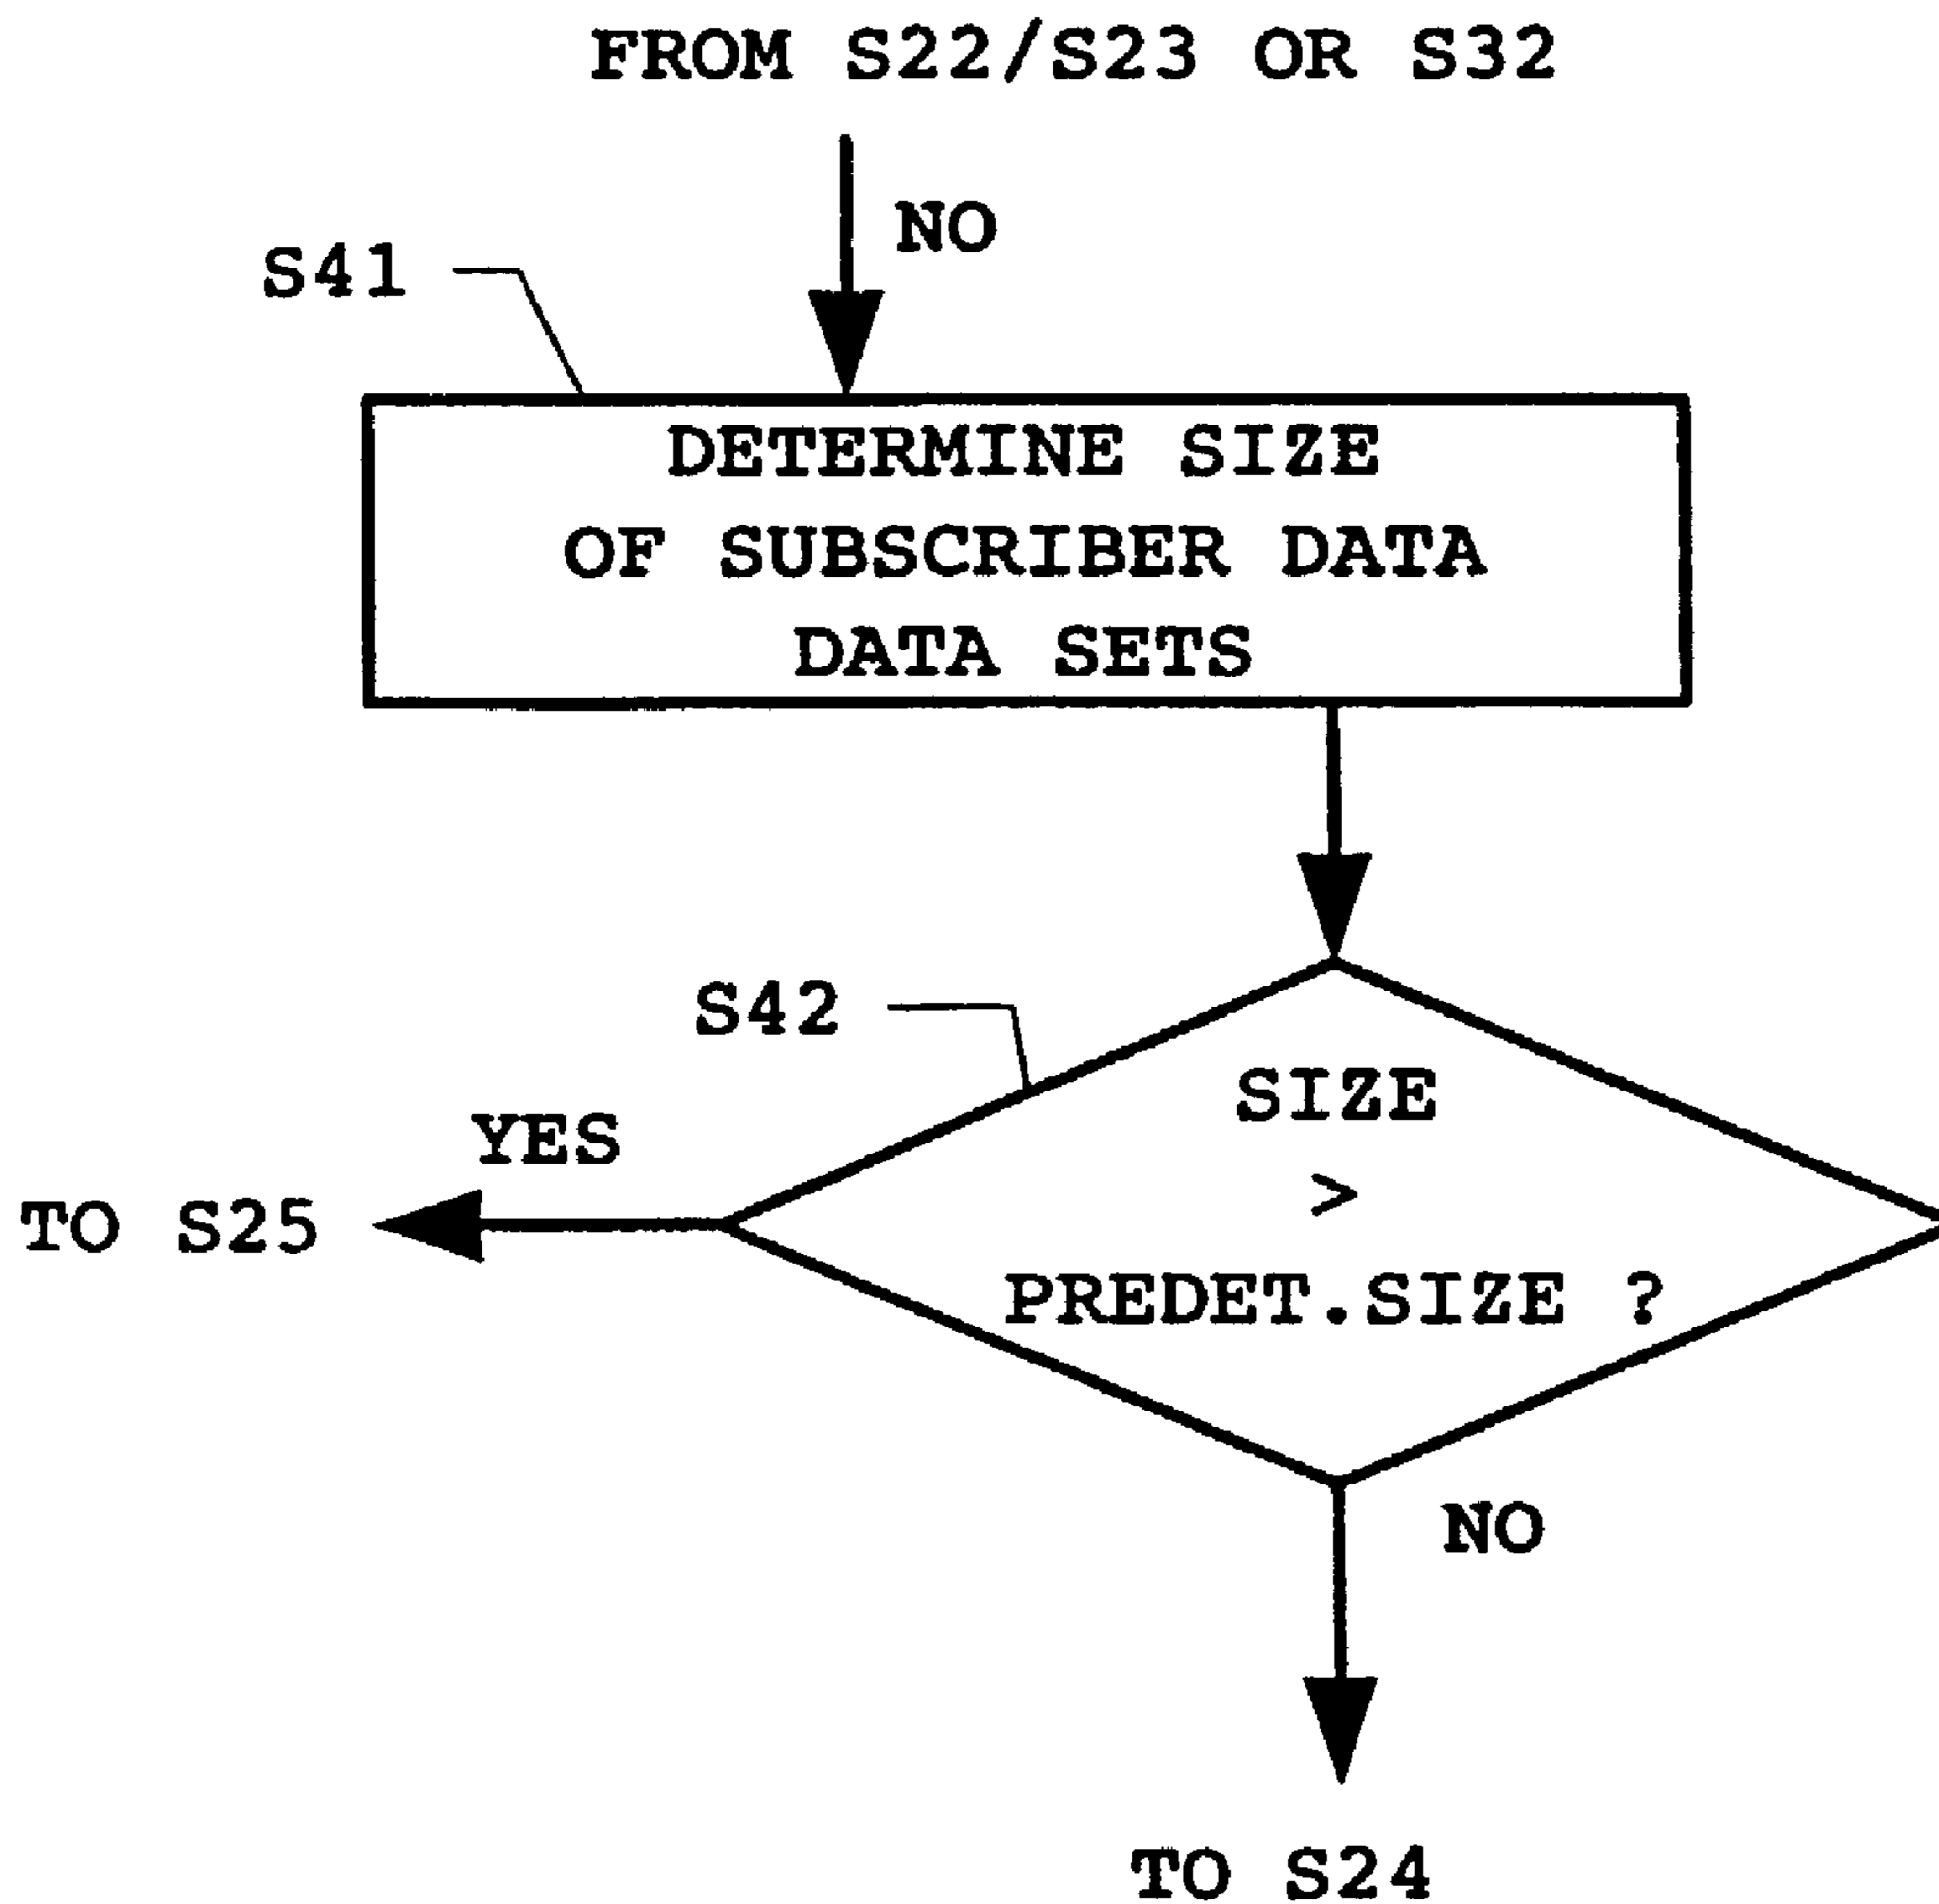 FROM S22/S23 OR S32
NO
S41
DETERMINE SIZE
OF SUBSCRIBER DATA
DATA SETS
S42
SIZE
>
PREDET.SIZE ?
YES
TO S25
NO
TO S24